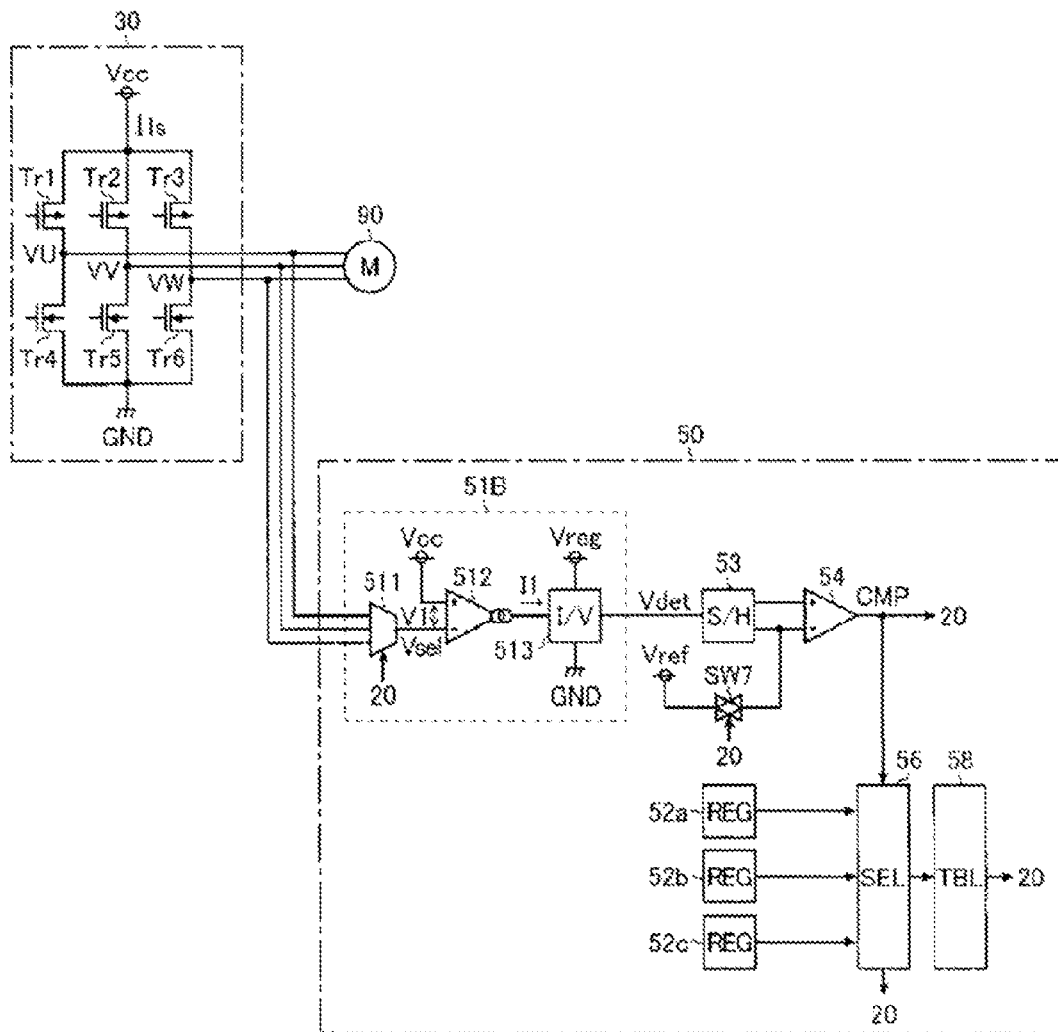 30
Vcc
I1s
Tr1 Tr2 Tr3
90
VU VV VW M
Tr4 Tr5 Tr6
GND
50
51B
Vcc Vreg
511 512 I1 53 54
V1 I/V Vdet S/H CMP 20
Vsel 513 Vref SW7
20 GND
20 56 58
52a REG
52b REG SEL TBL 20
52c REG
20